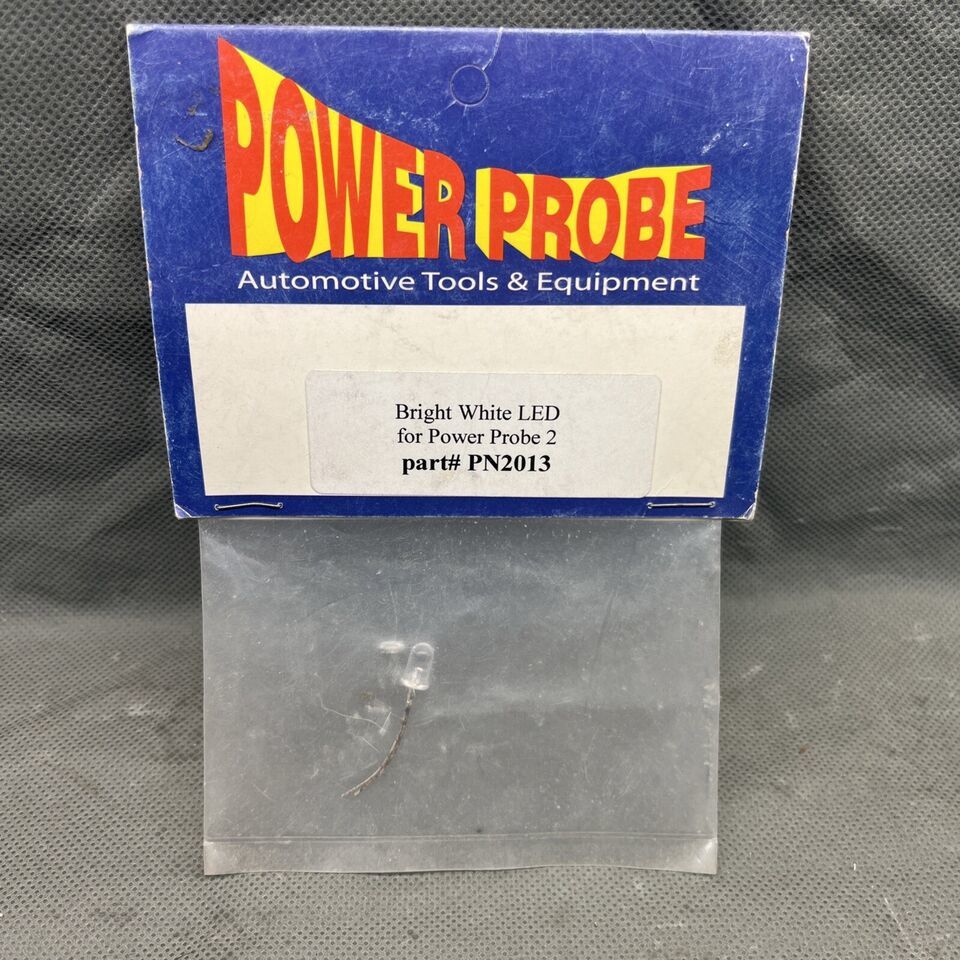 POWER PROBE
Automotive Tools & Equipment
Bright White LED
for Power Probe 2
part# PN2013